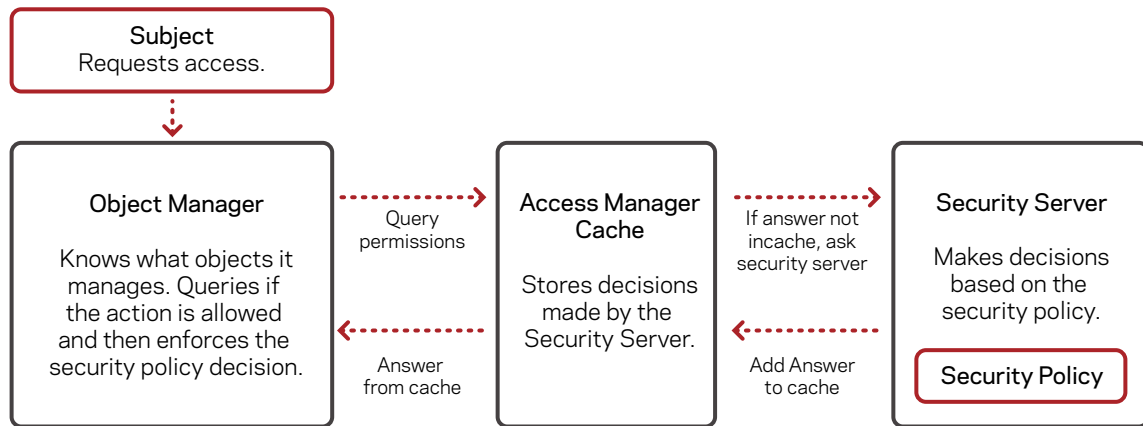 Subject
Requests access.
Object Manager
Knows what objects it
manages. Queries if
the action is allowed
and then enforces the
security policy decision.
Query
permissions
Answer
from cache
Access Manager
Cache
Stores decisions
made by the
Security Server.
If answer not
incache, ask
security server
Add Answer
to cache
Security Server
Makes decisions
based on the
security policy.
Security Policy